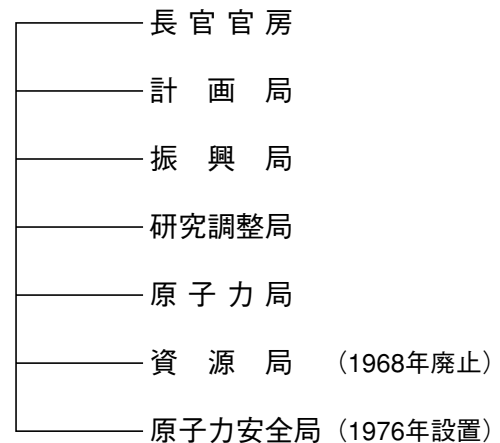 長官官房
計画局
振興局
研究調整局
原子力局
資源局 （1968年廃止）
原子力安全局（1976年設置）